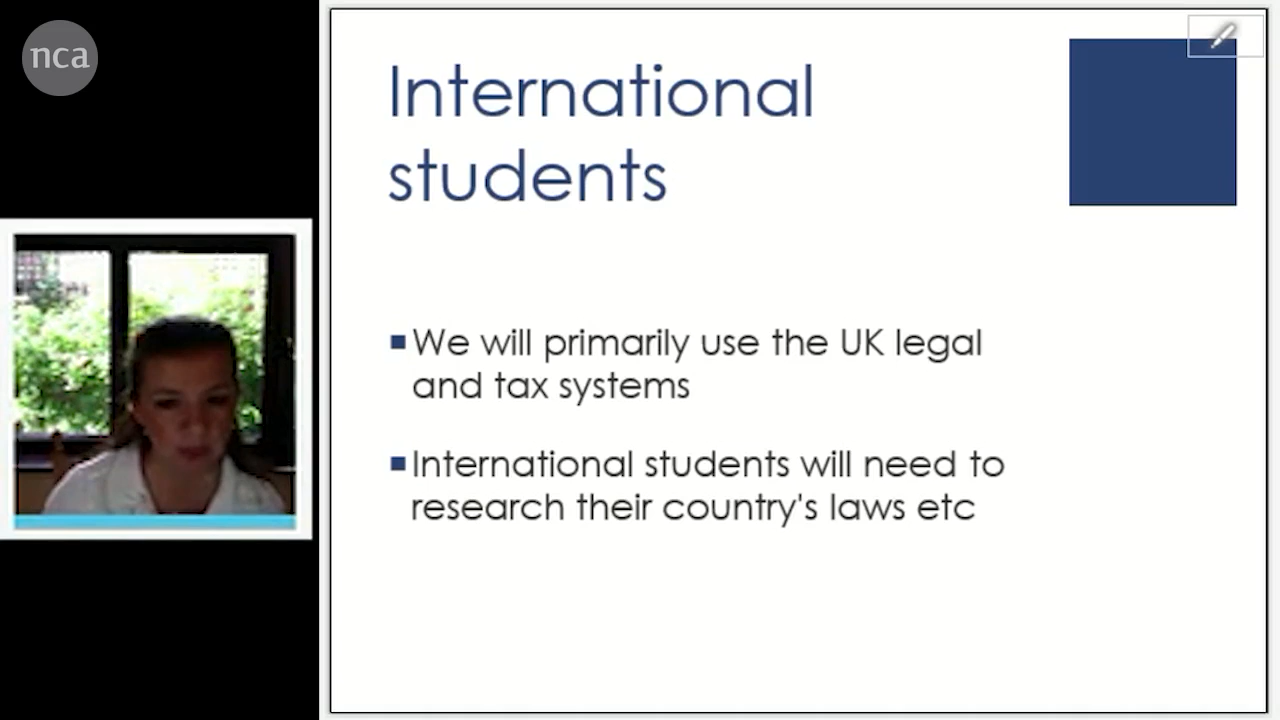 nca
International
students
We will primarily use the UK legal
and tax systems
International students will need to
research their country's laws etc